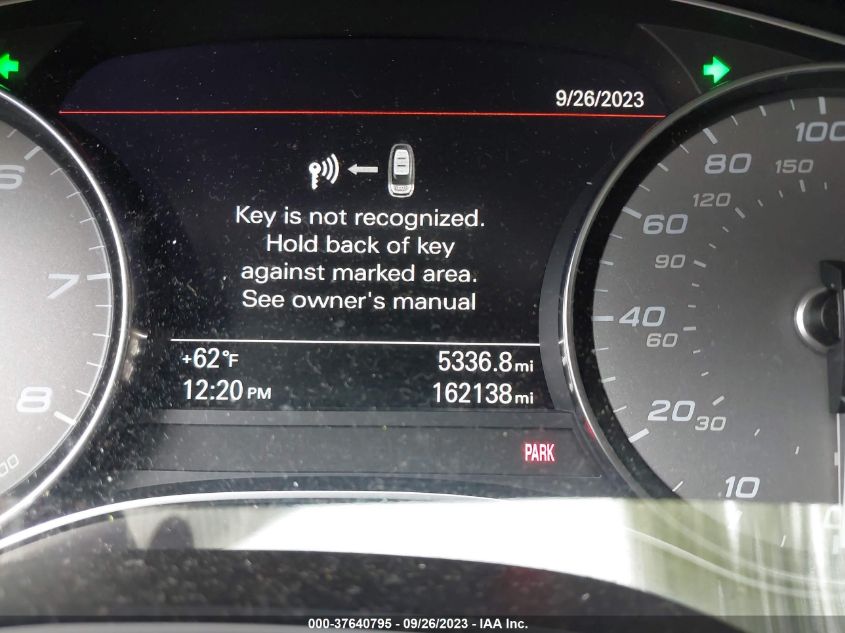 9/26/2023
Key is not recognized.
Hold back of key
against marked area.
See owner's manual
+62°F 5336.8mi
12:20 PM 162138mi
PARK
6
7
8
100
80 150
120
60
90
40
60
20 30
10
000-37640795 - 09/26/2023 - IAA Inc.